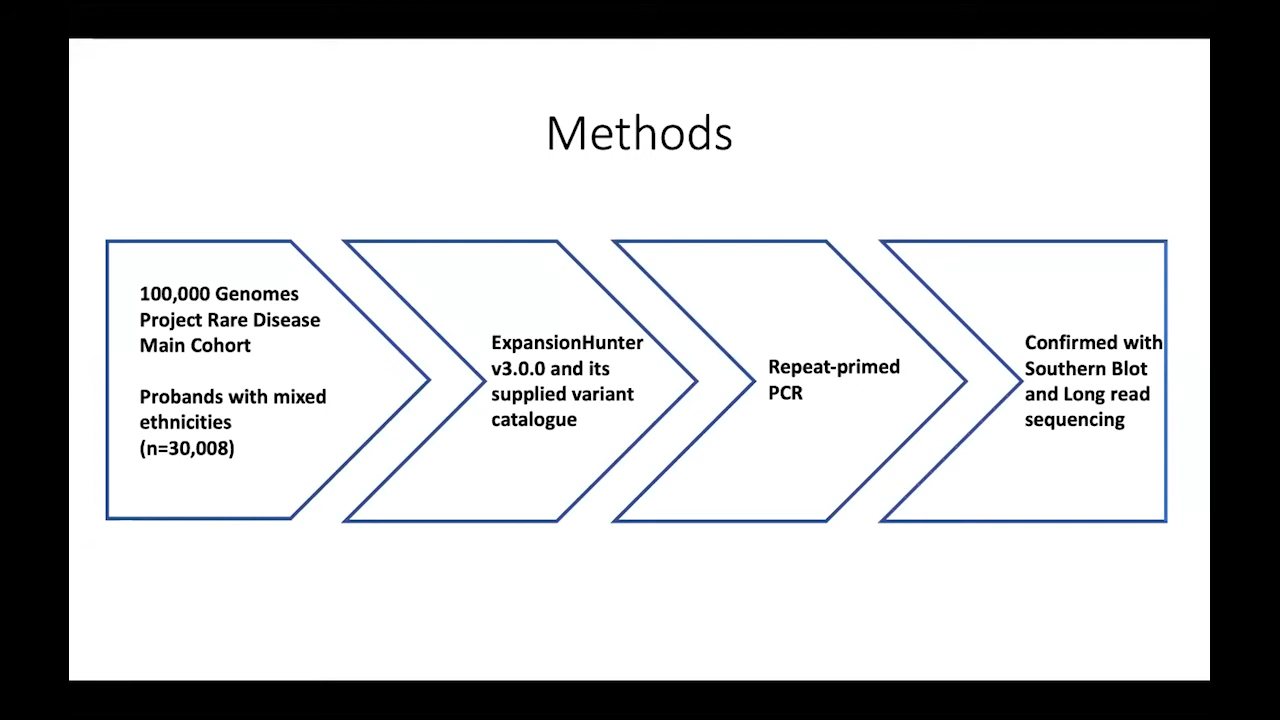 Methods
100,000 Genomes
Project Rare Disease
Main Cohort
Probands with mixed
ethnicities
(n=30,008)
ExpansionHunter
v3.0.0 and its
supplied variant
catalogue
Repeat-primed
PCR
Confirmed with
Southern Blot
and Long read
sequencing